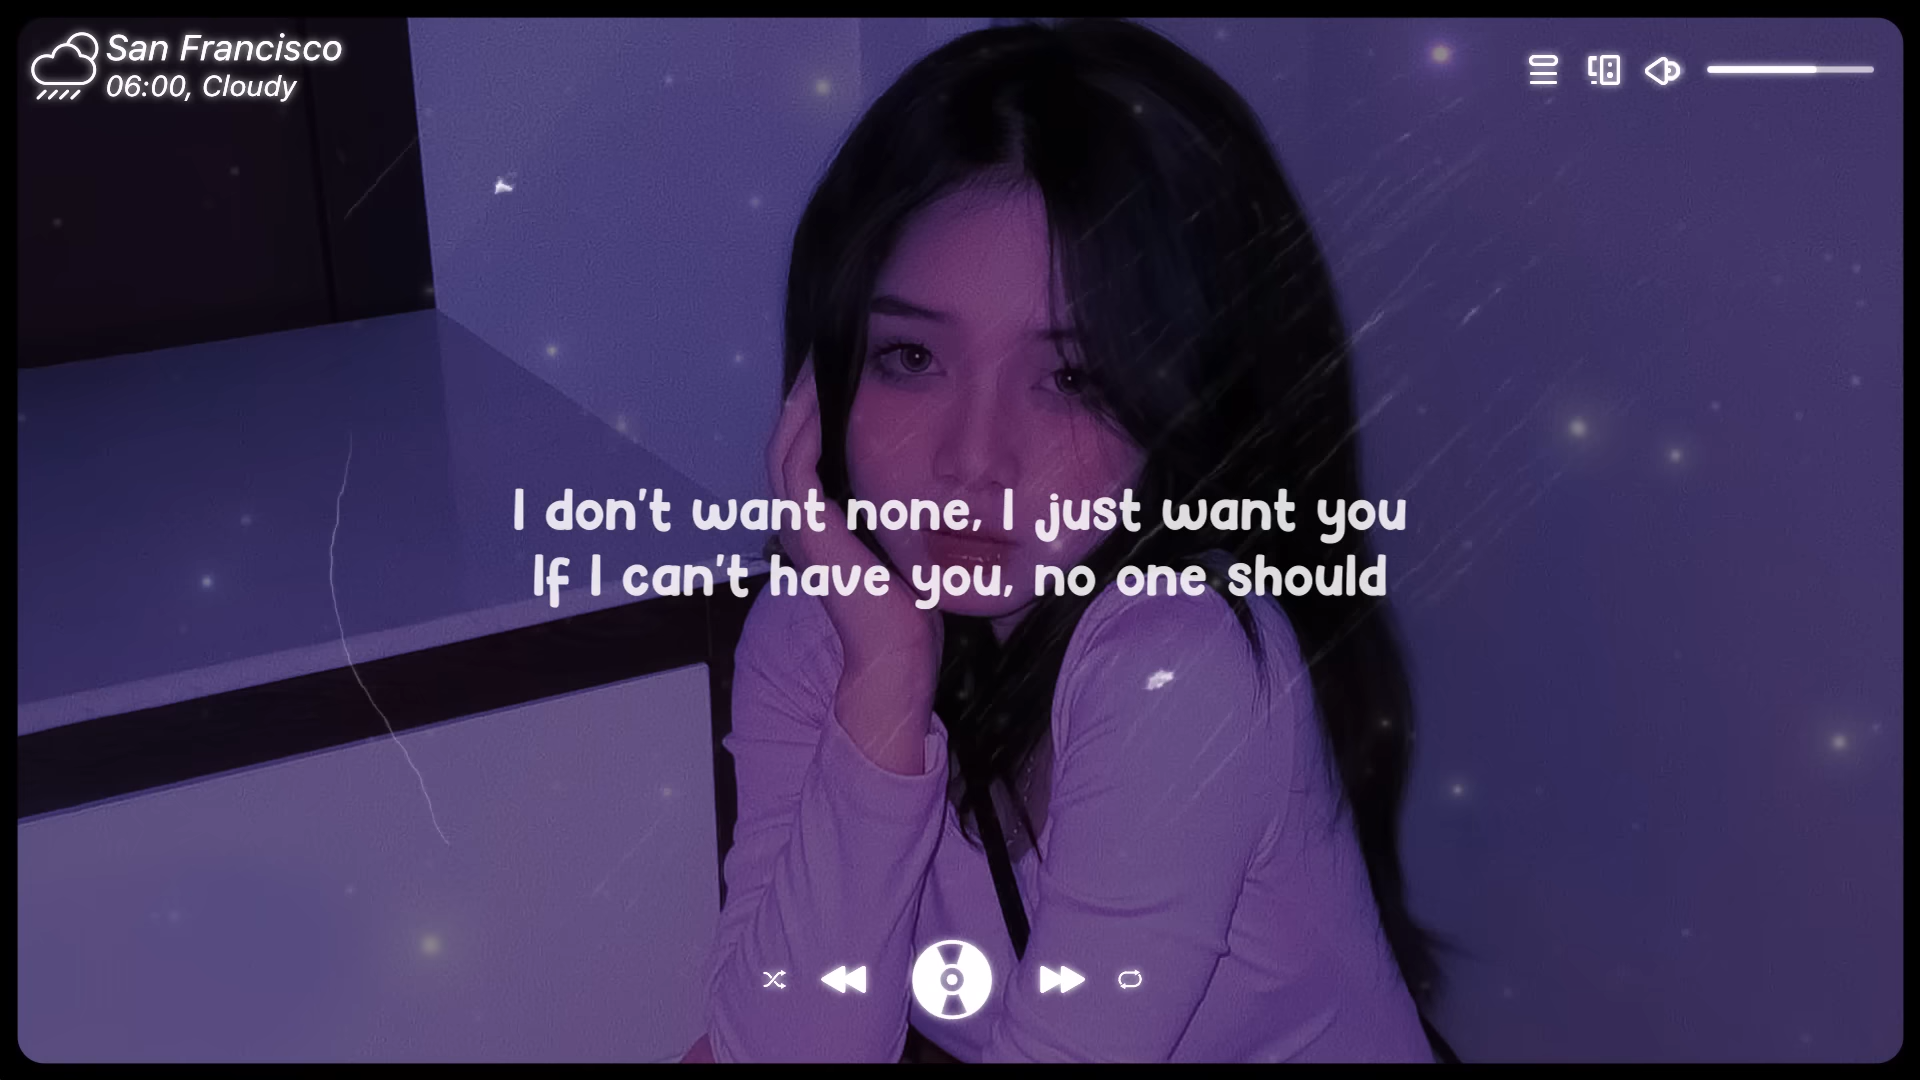 San Francisco
06:00, Cloudy
I don't want none, I just want you
If I can't have you, no one should